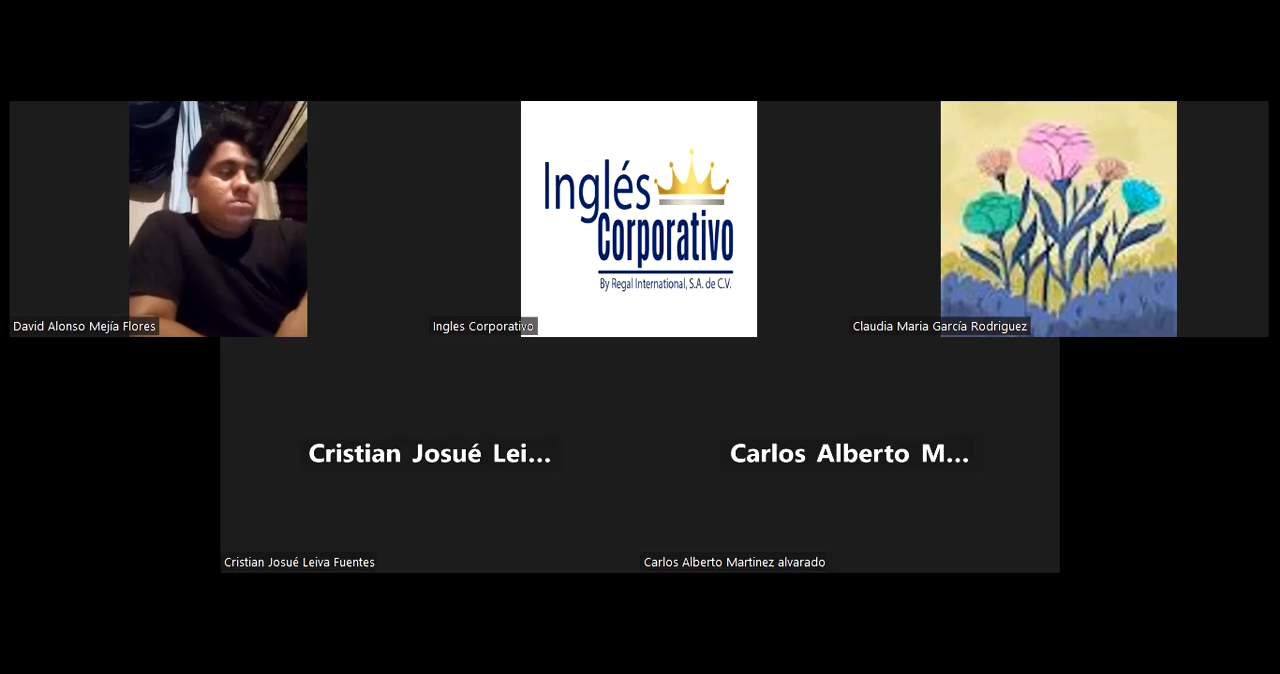 Inglés
Corporativo
By Regal International, S.A. de C.V.
David Alonso Mejía Flores
Ingles Corporativo
Claudia Maria García Rodriguez
Cristian Josué Lei...
Carlos Alberto M...
Cristian Josué Leiva Fuentes
Carlos Alberto Martinez alvarado